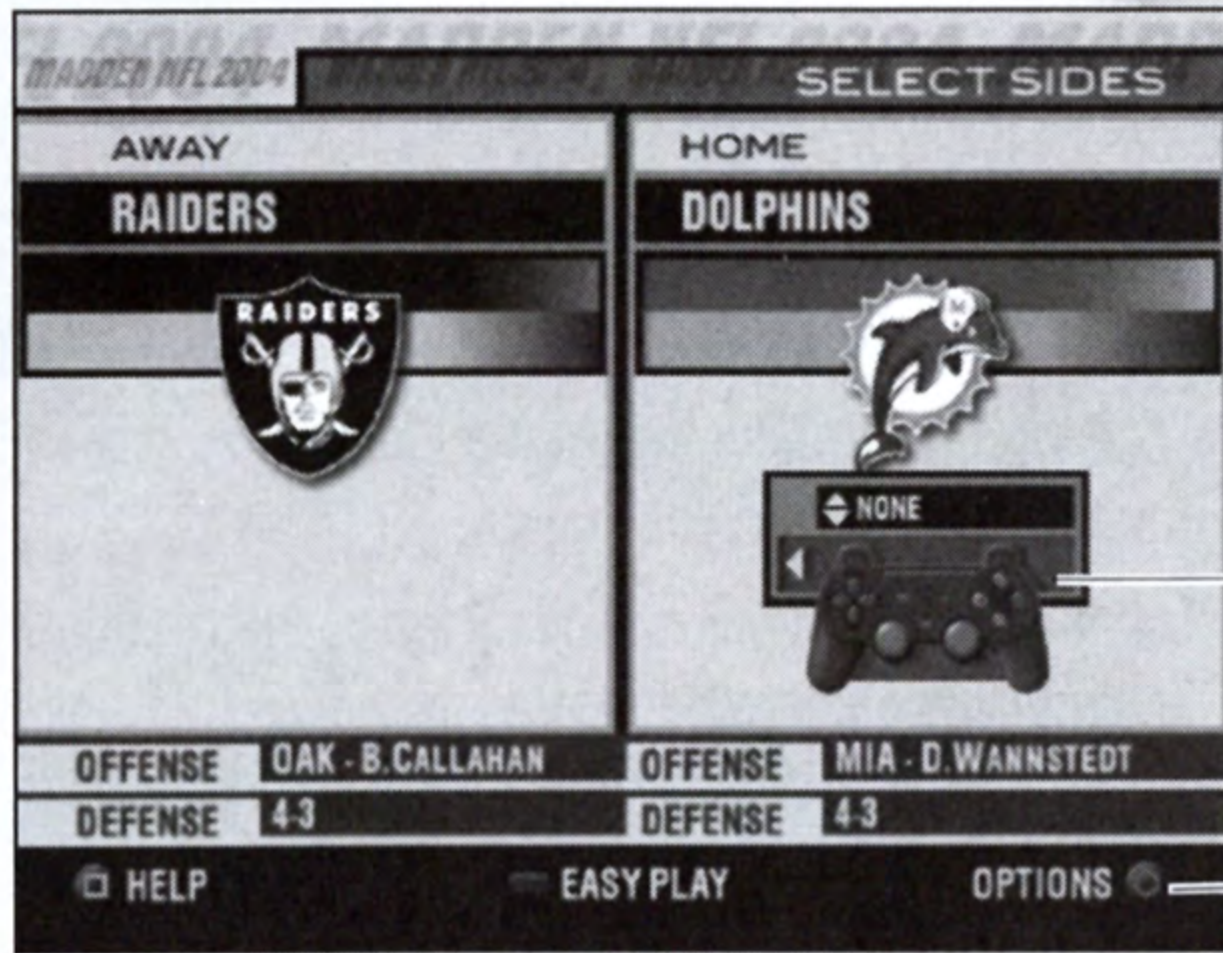 MADDEN NFL 2004
SELECT SIDES
AWAY
HOME
RAIDERS
DOLPHINS
RAIDERS
M
NONE
OFFENSE OAK - B.CALLAHAN OFFENSE MIA - D.WANNSTEDT
DEFENSE 4-3 DEFENSE 4-3
HELP EASY PLAY OPTIONS